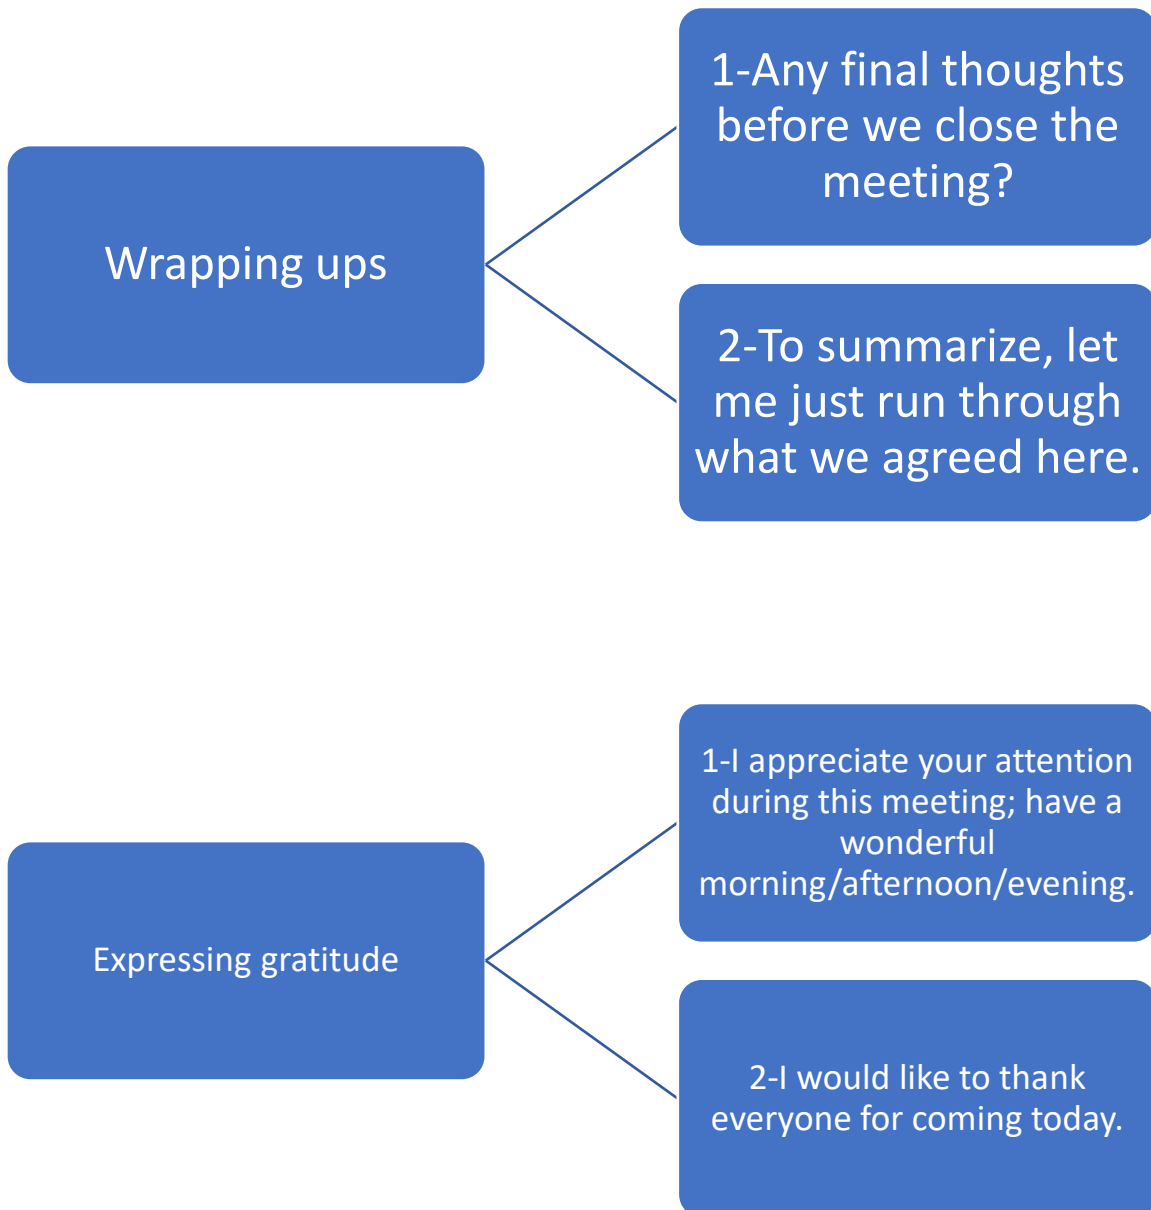 Wrapping ups
1-Any final thoughts
before we close the
meeting?
2-To summarize, let
me just run through
what we agreed here.
Expressing gratitude
1-I appreciate your attention
during this meeting; have a
wonderful
morning/afternoon/evening.
2-I would like to thank
everyone for coming today.